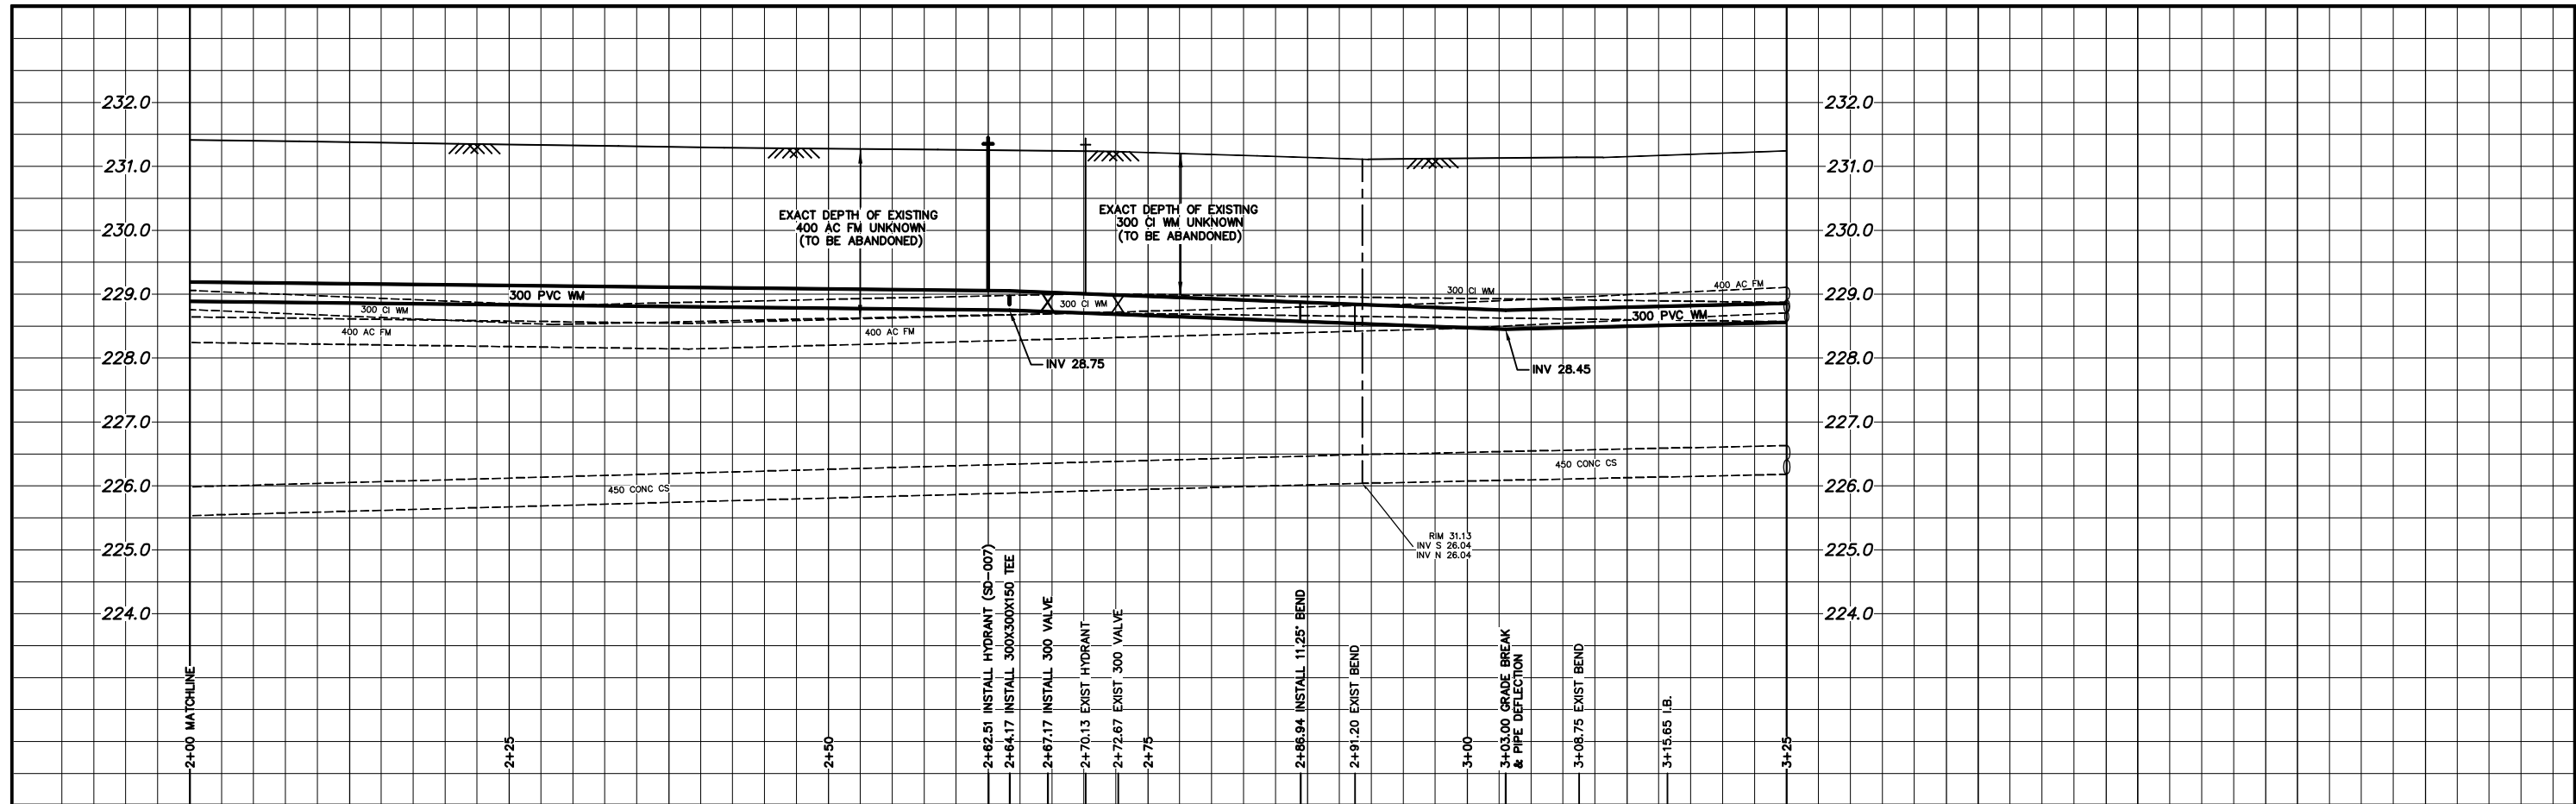 232.0
232.0
231.0
231.0
EXACT DEPTH OF EXISTING
400 AC FM UNKNOWN
(TO BE ABANDONED)
EXACT DEPTH OF EXISTING
300 CI WM UNKNOWN
(TO BE ABANDONED)
230.0
230.0
229.0
300 PVC WM
300 CI WM
300 CI WM
300 CI WM
400 AC FM
229.0
400 AC FM
400 AC FM
300 PVC WM
228.0
INV 28.75
INV 28.45
228.0
227.0
227.0
226.0
450 CONC CS
450 CONC CS
226.0
RIM 31.13
INV S 26.04
INV N 26.04
225.0
225.0
224.0
224.0
2+00 MATCHLINE
2+25
2+50
2+62.51 INSTALL HYDRANT (SD-007)
2+64.17 INSTALL 300X300X150 TEE
2+67.17 INSTALL 300 VALVE
2+70.13 EXIST HYDRANT
2+72.67 EXIST 300 VALVE
2+75
2+86.94 INSTALL 11.25° BEND
2+91.20 EXIST BEND
3+00
3+03.00 GRADE BREAK
& PIPE DEFLECTION
3+08.75 EXIST BEND
3+15.65 I.B.
3+25